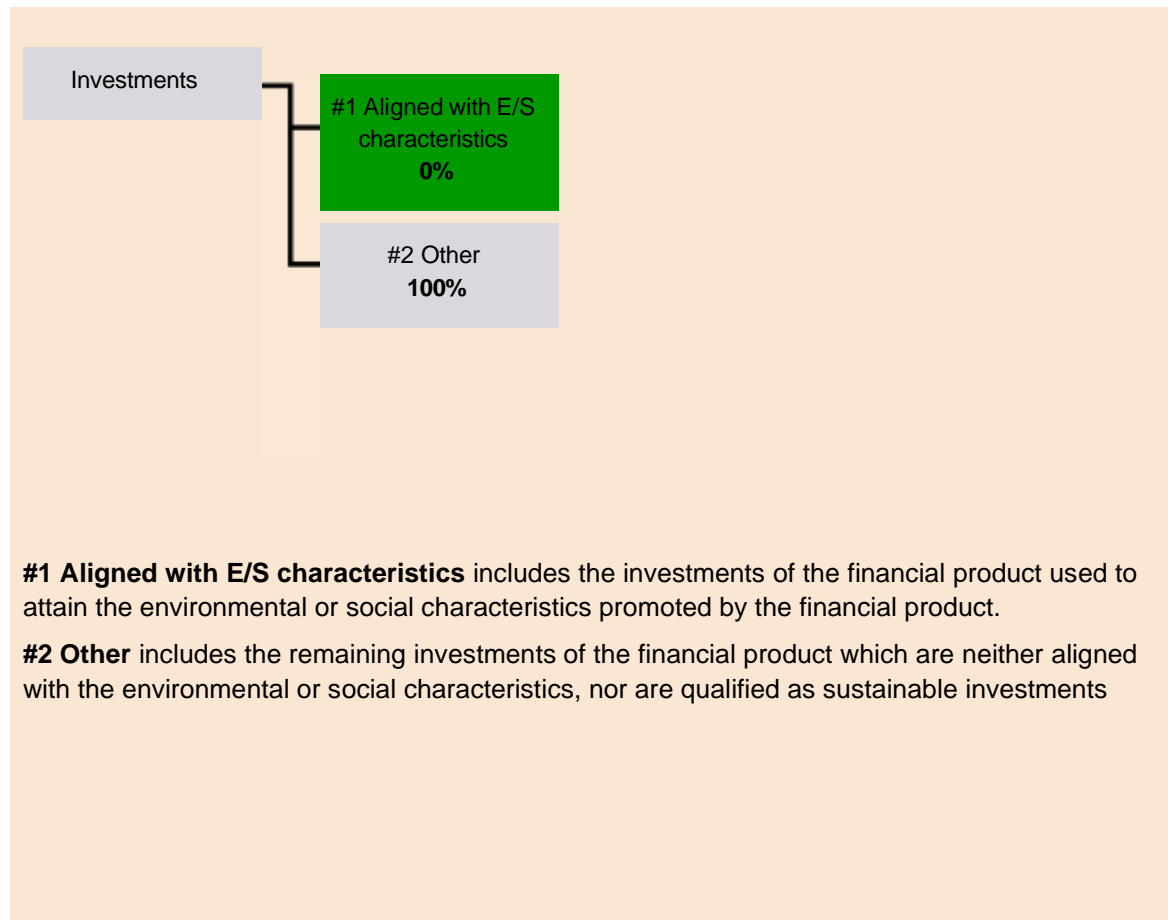 Investments
#1 Aligned with E/S
characteristics
0%
#2 Other
100%
#1 Aligned with E/S characteristics includes the investments of the financial product used to
attain the environmental or social characteristics promoted by the financial product.
#2 Other includes the remaining investments of the financial product which are neither aligned
with the environmental or social characteristics, nor are qualified as sustainable investments